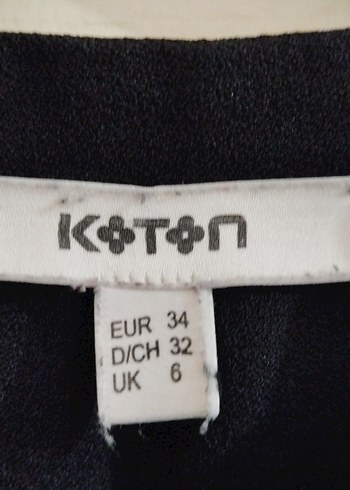 KOTON
EUR 34
D/CH 32
UK 6